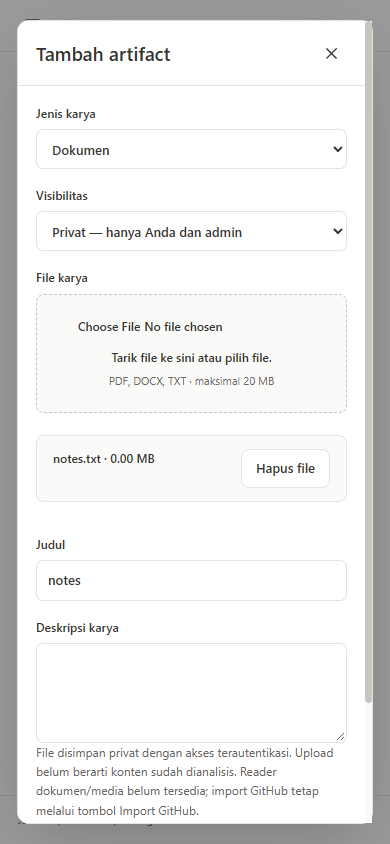 Tambah artifact
Jenis karya
Dokumen
Visibilitas
Privat — hanya Anda dan admin
File karya
Choose File No file chosen
Tarik file ke sini atau pilih file.
PDF, DOCX, TXT · maksimal 20 MB
notes.txt · 0.00 MB
Hapus file
Judul
notes
Deskripsi karya
File disimpan privat dengan akses terautentikasi. Upload
belum berarti konten sudah dianalisis. Reader
dokumen/media belum tersedia; import GitHub tetap
melalui tombol Import GitHub.